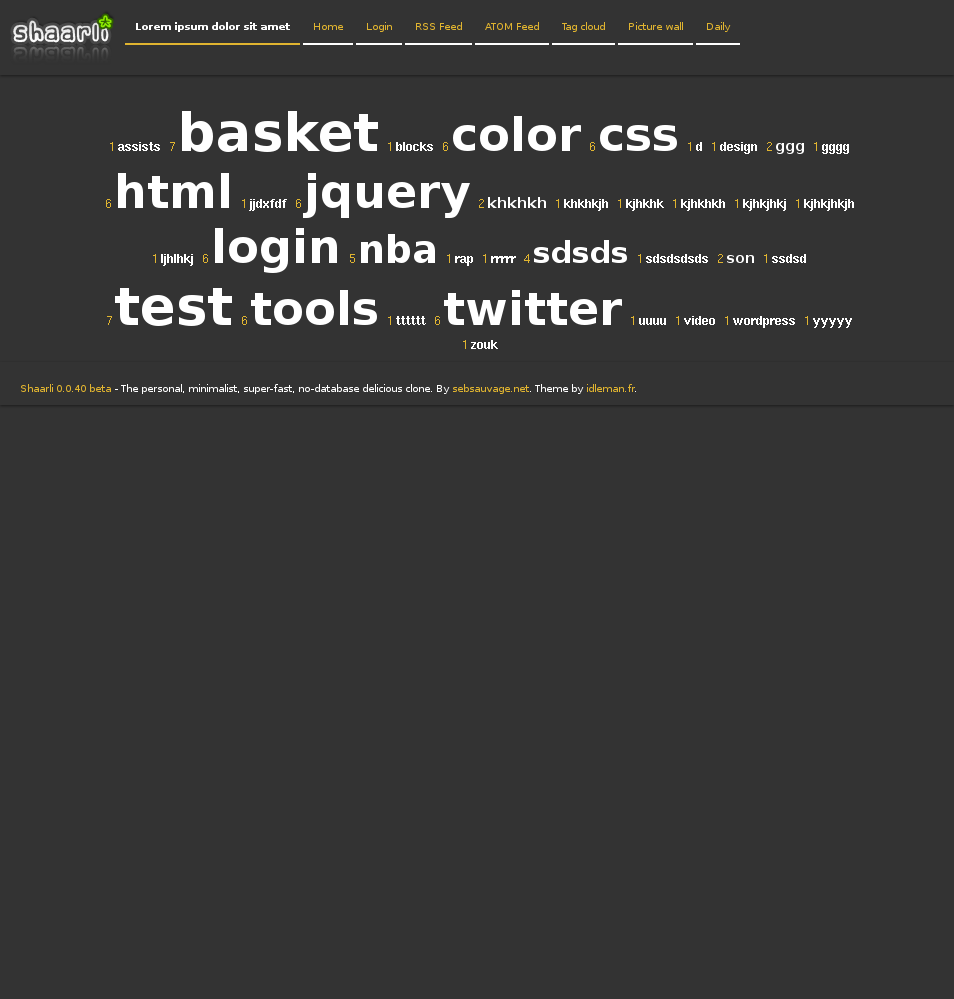 shaarli Lorem ipsum dolor sit amet Home Login RSS Feed ATOM Feed Tag cloud Picture wall Daily
1 assists 7 basket 1 blocks 6 color 6 css 1 d 1 design 2 ggg 1 gggg
6 html 1 jjdxfdf 6 jquery 2 khkhkh 1 khkhkjh 1 kjhkhk 1 kjhkhkh 1 kjhkjhkj 1 kjhkjhkjh
1 ljhlhkj 6 login 5 nba 1 rap 1 rrrrr 4 sdsds 1 sdsdsdsds 2 son 1 ssdsd
7 test 6 tools 1 tttttt 6 twitter 1 uuuu 1 video 1 wordpress 1 yyyyy
1 zouk
Shaarli 0.0.40 beta - The personal, minimalist, super-fast, no-database delicious clone. By sebsauvage.net. Theme by idleman.fr.